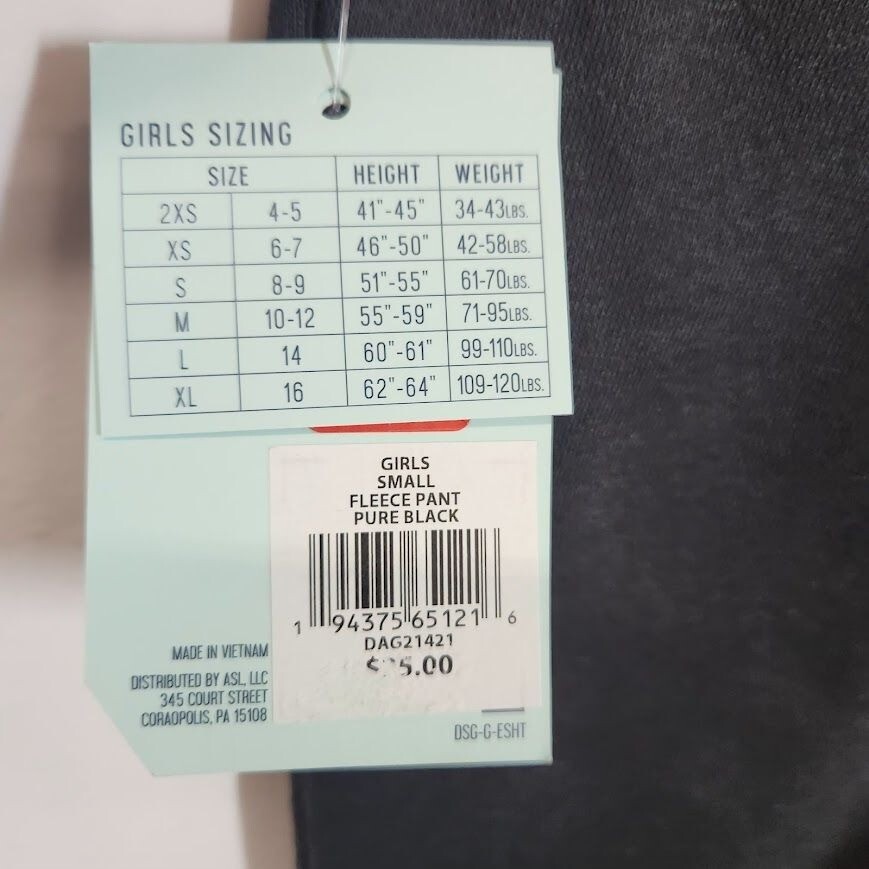 GIRLS SIZING
SIZE HEIGHT WEIGHT
2XS 4-5 41"-45" 34-43LBS.
XS 6-7 46"-50" 42-58LBS.
S 8-9 51"-55" 61-70LBS.
M 10-12 55"-59" 71-95LBS.
L 14 60"-61" 99-110LBS.
XL 16 62"-64" 109-120LBS.
GIRLS
SMALL
FLEECE PANT
PURE BLACK
1 94375 65121 6
DAG21421
MADE IN VIETNAM
DISTRIBUTED BY ASL, LLC
345 COURT STREET
CORAOPOLIS, PA 15108
DSG-G-ESHT